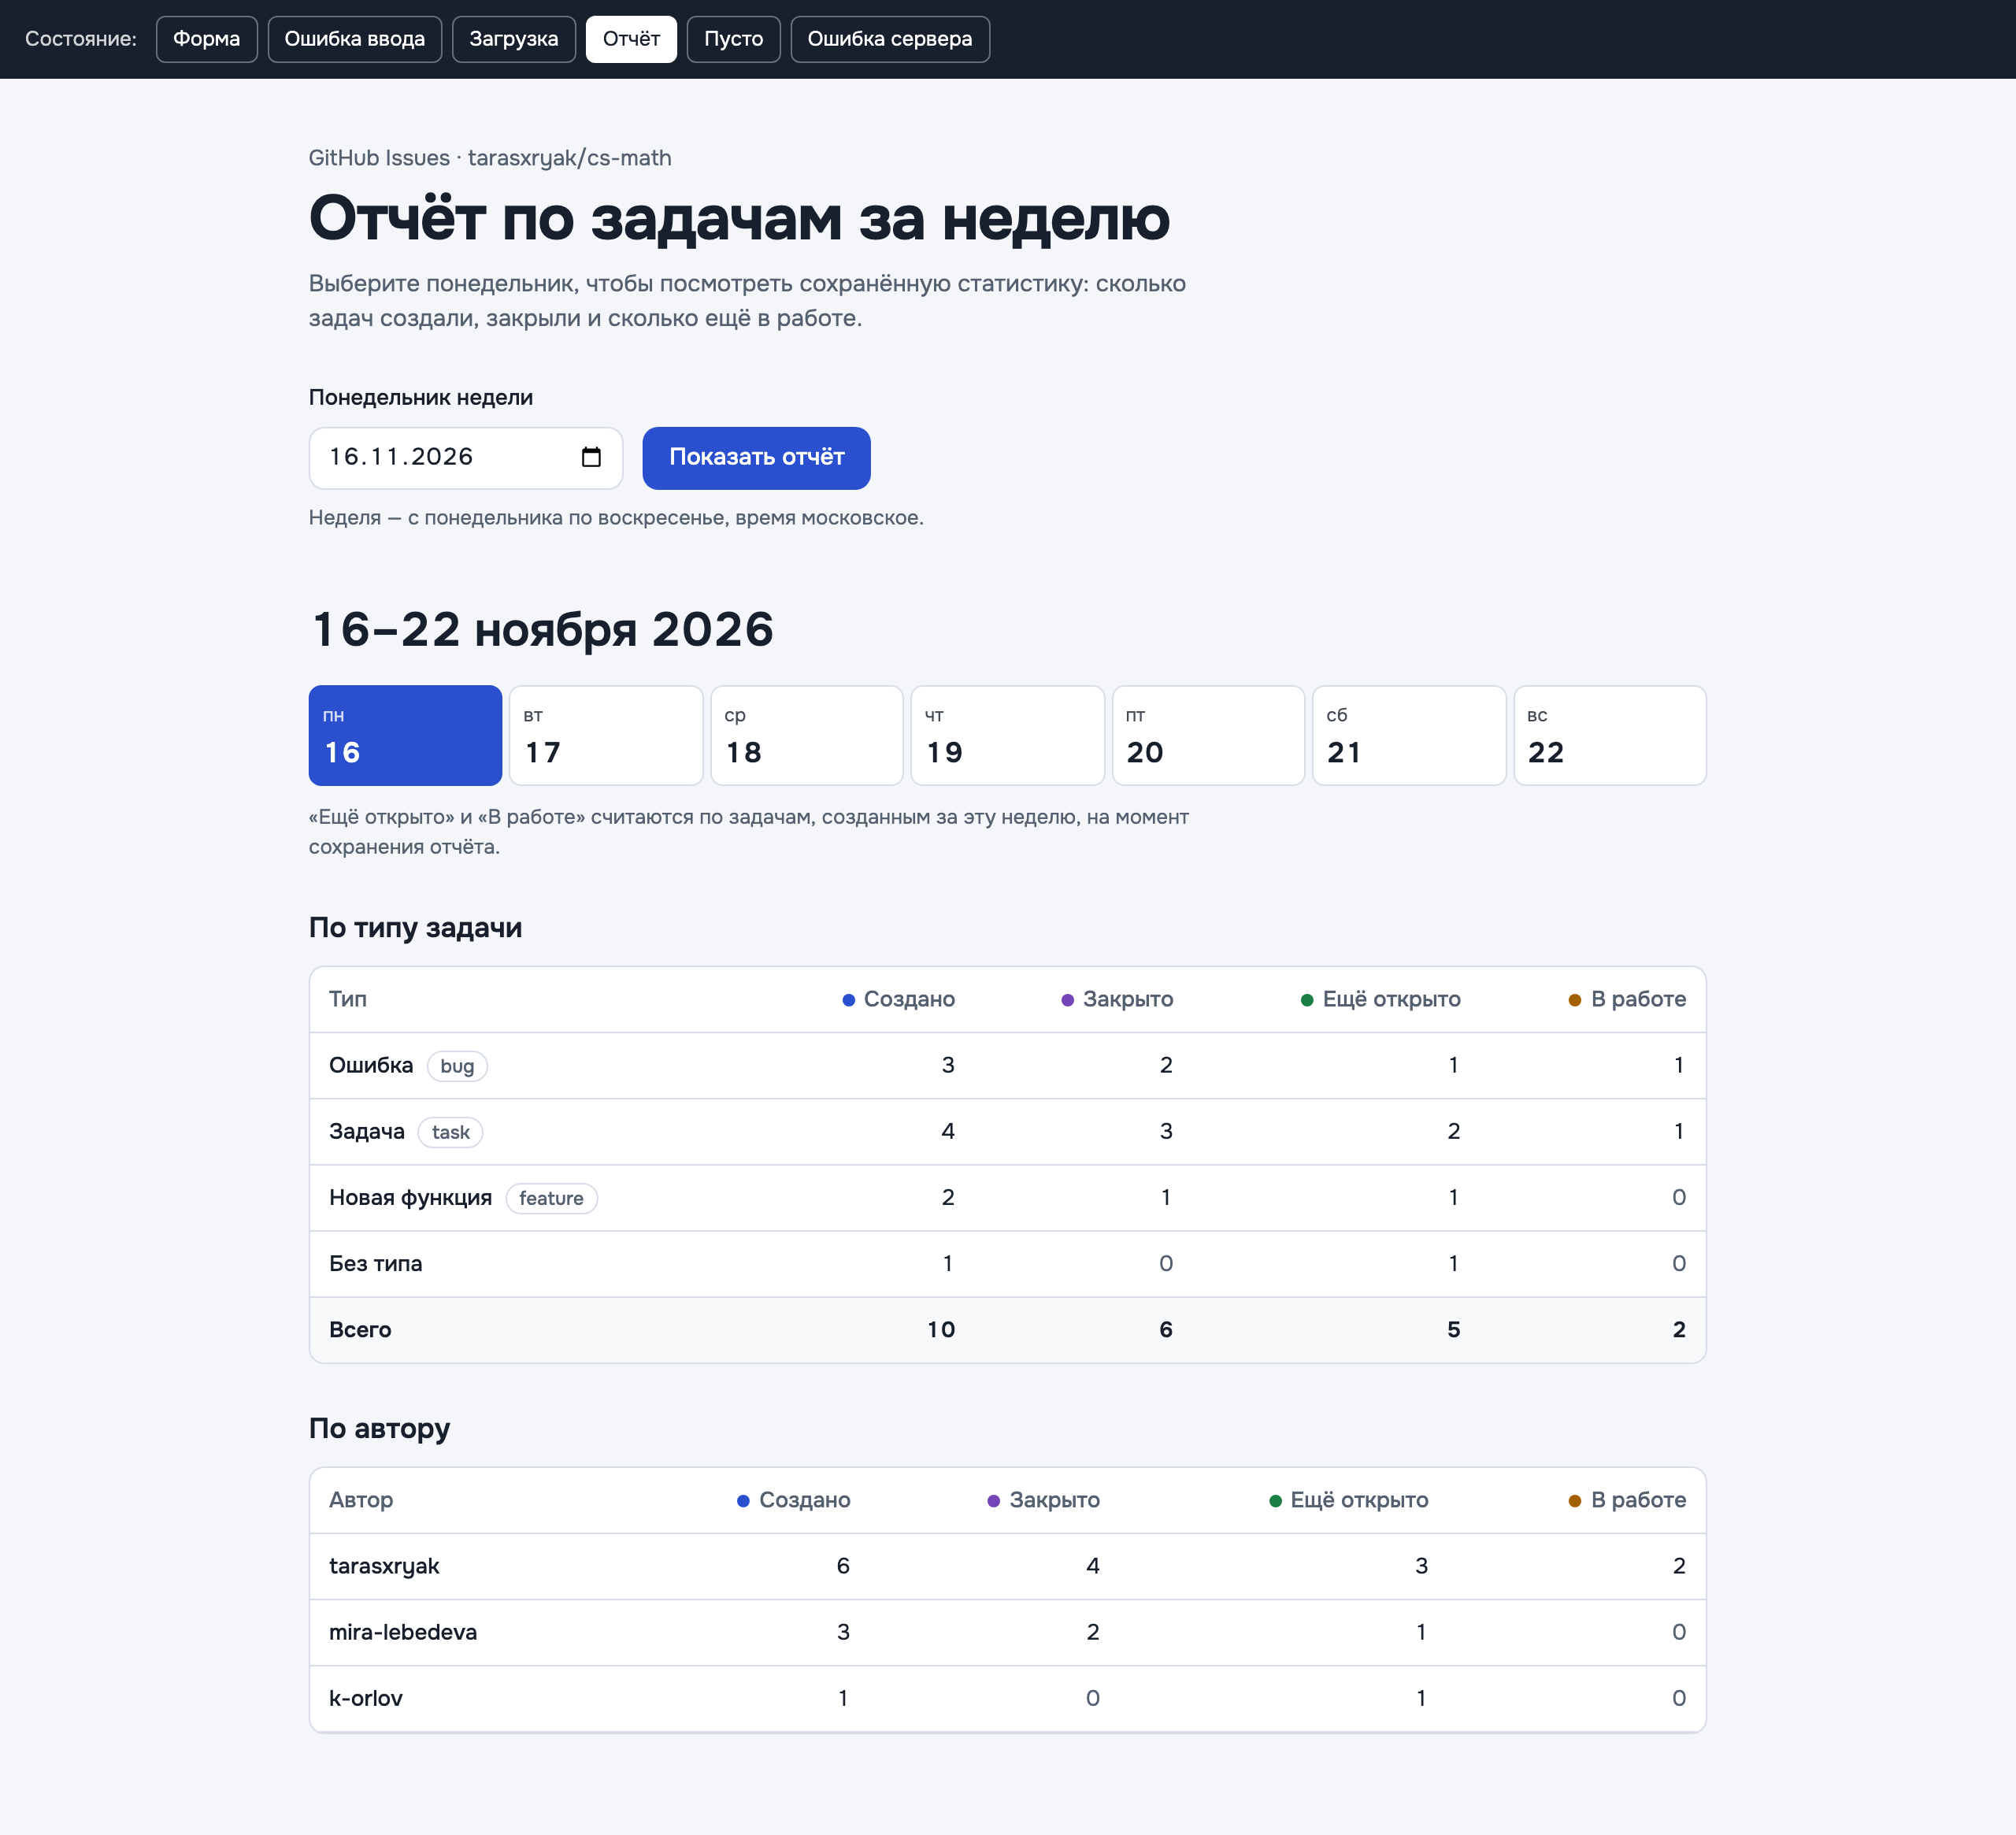 Состояние: Форма Ошибка ввода Загрузка Отчёт Пусто Ошибка сервера
GitHub Issues · tarasxryak/cs-math
Отчёт по задачам за неделю
Выберите понедельник, чтобы посмотреть сохранённую статистику: сколько
задач создали, закрыли и сколько ещё в работе.
Понедельник недели
16.11.2026 Показать отчёт
Неделя — с понедельника по воскресенье, время московское.
16–22 ноября 2026
пн вт ср чт пт сб вс
16 17 18 19 20 21 22
«Ещё открыто» и «В работе» считаются по задачам, созданным за эту неделю, на момент
сохранения отчёта.
По типу задачи
Тип Создано Закрыто Ещё открыто В работе
Ошибка bug 3 2 1 1
Задача task 4 3 2 1
Новая функция feature 2 1 1 0
Без типа 1 0 1 0
Всего 10 6 5 2
По автору
Автор Создано Закрыто Ещё открыто В работе
tarasxryak 6 4 3 2
mira-lebedeva 3 2 1 0
k-orlov 1 0 1 0